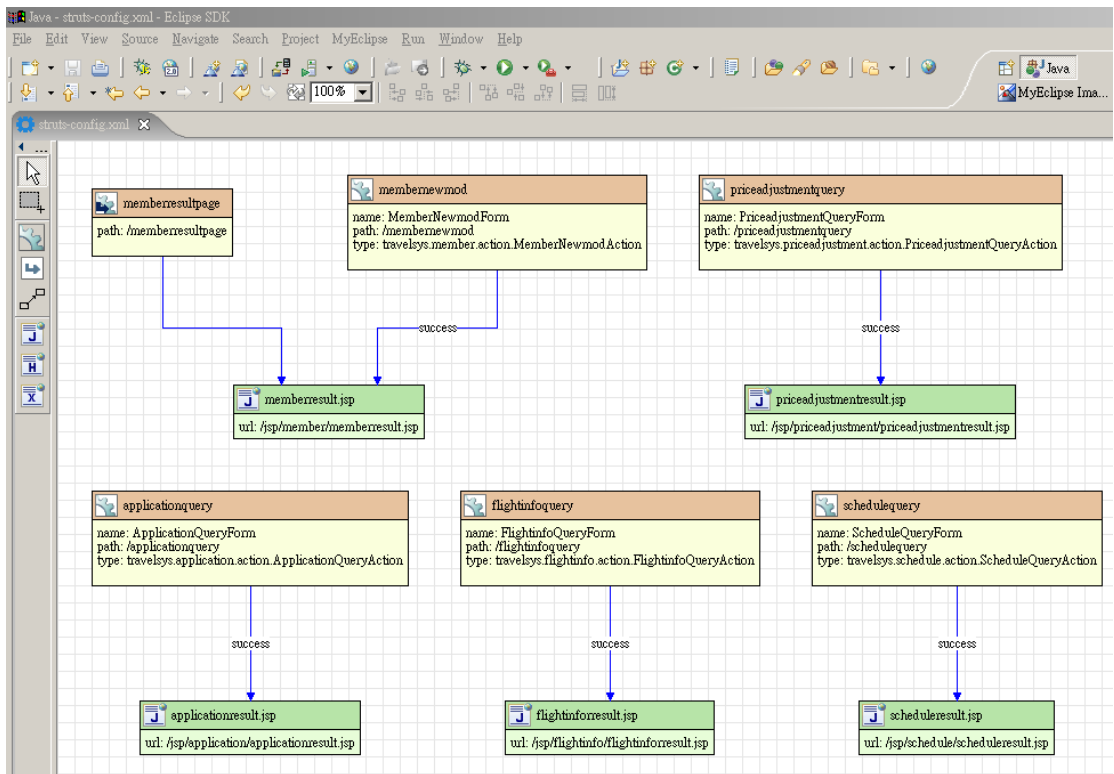 Java - struts-config.xml - Eclipse SDK
File Edit View Source Navigate Search Project MyEclipse Run Window Help
2.0
Java
100%
MyEclipse Ima...
struts-config.xml
memberresultpage
path: /memberresultpage
membernewmod
name: MemberNewmodForm
path: /membernewmod
type: travelsys.member.action.MemberNewmodAction
priceadjustmentquery
name: PriceadjustmentQueryForm
path: /priceadjustmentquery
type: travelsys.priceadjustment.action.PriceadjustmentQueryAction
success
success
J
H
X
J memberresult.jsp
url: /jsp/member/memberresult.jsp
J priceadjustmentresult.jsp
url: /jsp/priceadjustment/priceadjustmentresult.jsp
applicationquery
name: ApplicationQueryForm
path: /applicationquery
type: travelsys.application.action.ApplicationQueryAction
flightinfoquery
name: FlightinfoQueryForm
path: /flightinfoquery
type: travelsys.flightinfo.action.FlightinfoQueryAction
schedulequery
name: ScheduleQueryForm
path: /schedulequery
type: travelsys.schedule.action.ScheduleQueryAction
success
success
success
J applicationresult.jsp
url: /jsp/application/applicationresult.jsp
J flightinforresult.jsp
url: /jsp/flightinfo/flightinforresult.jsp
J scheduleresult.jsp
url: /jsp/schedule/scheduleresult.jsp